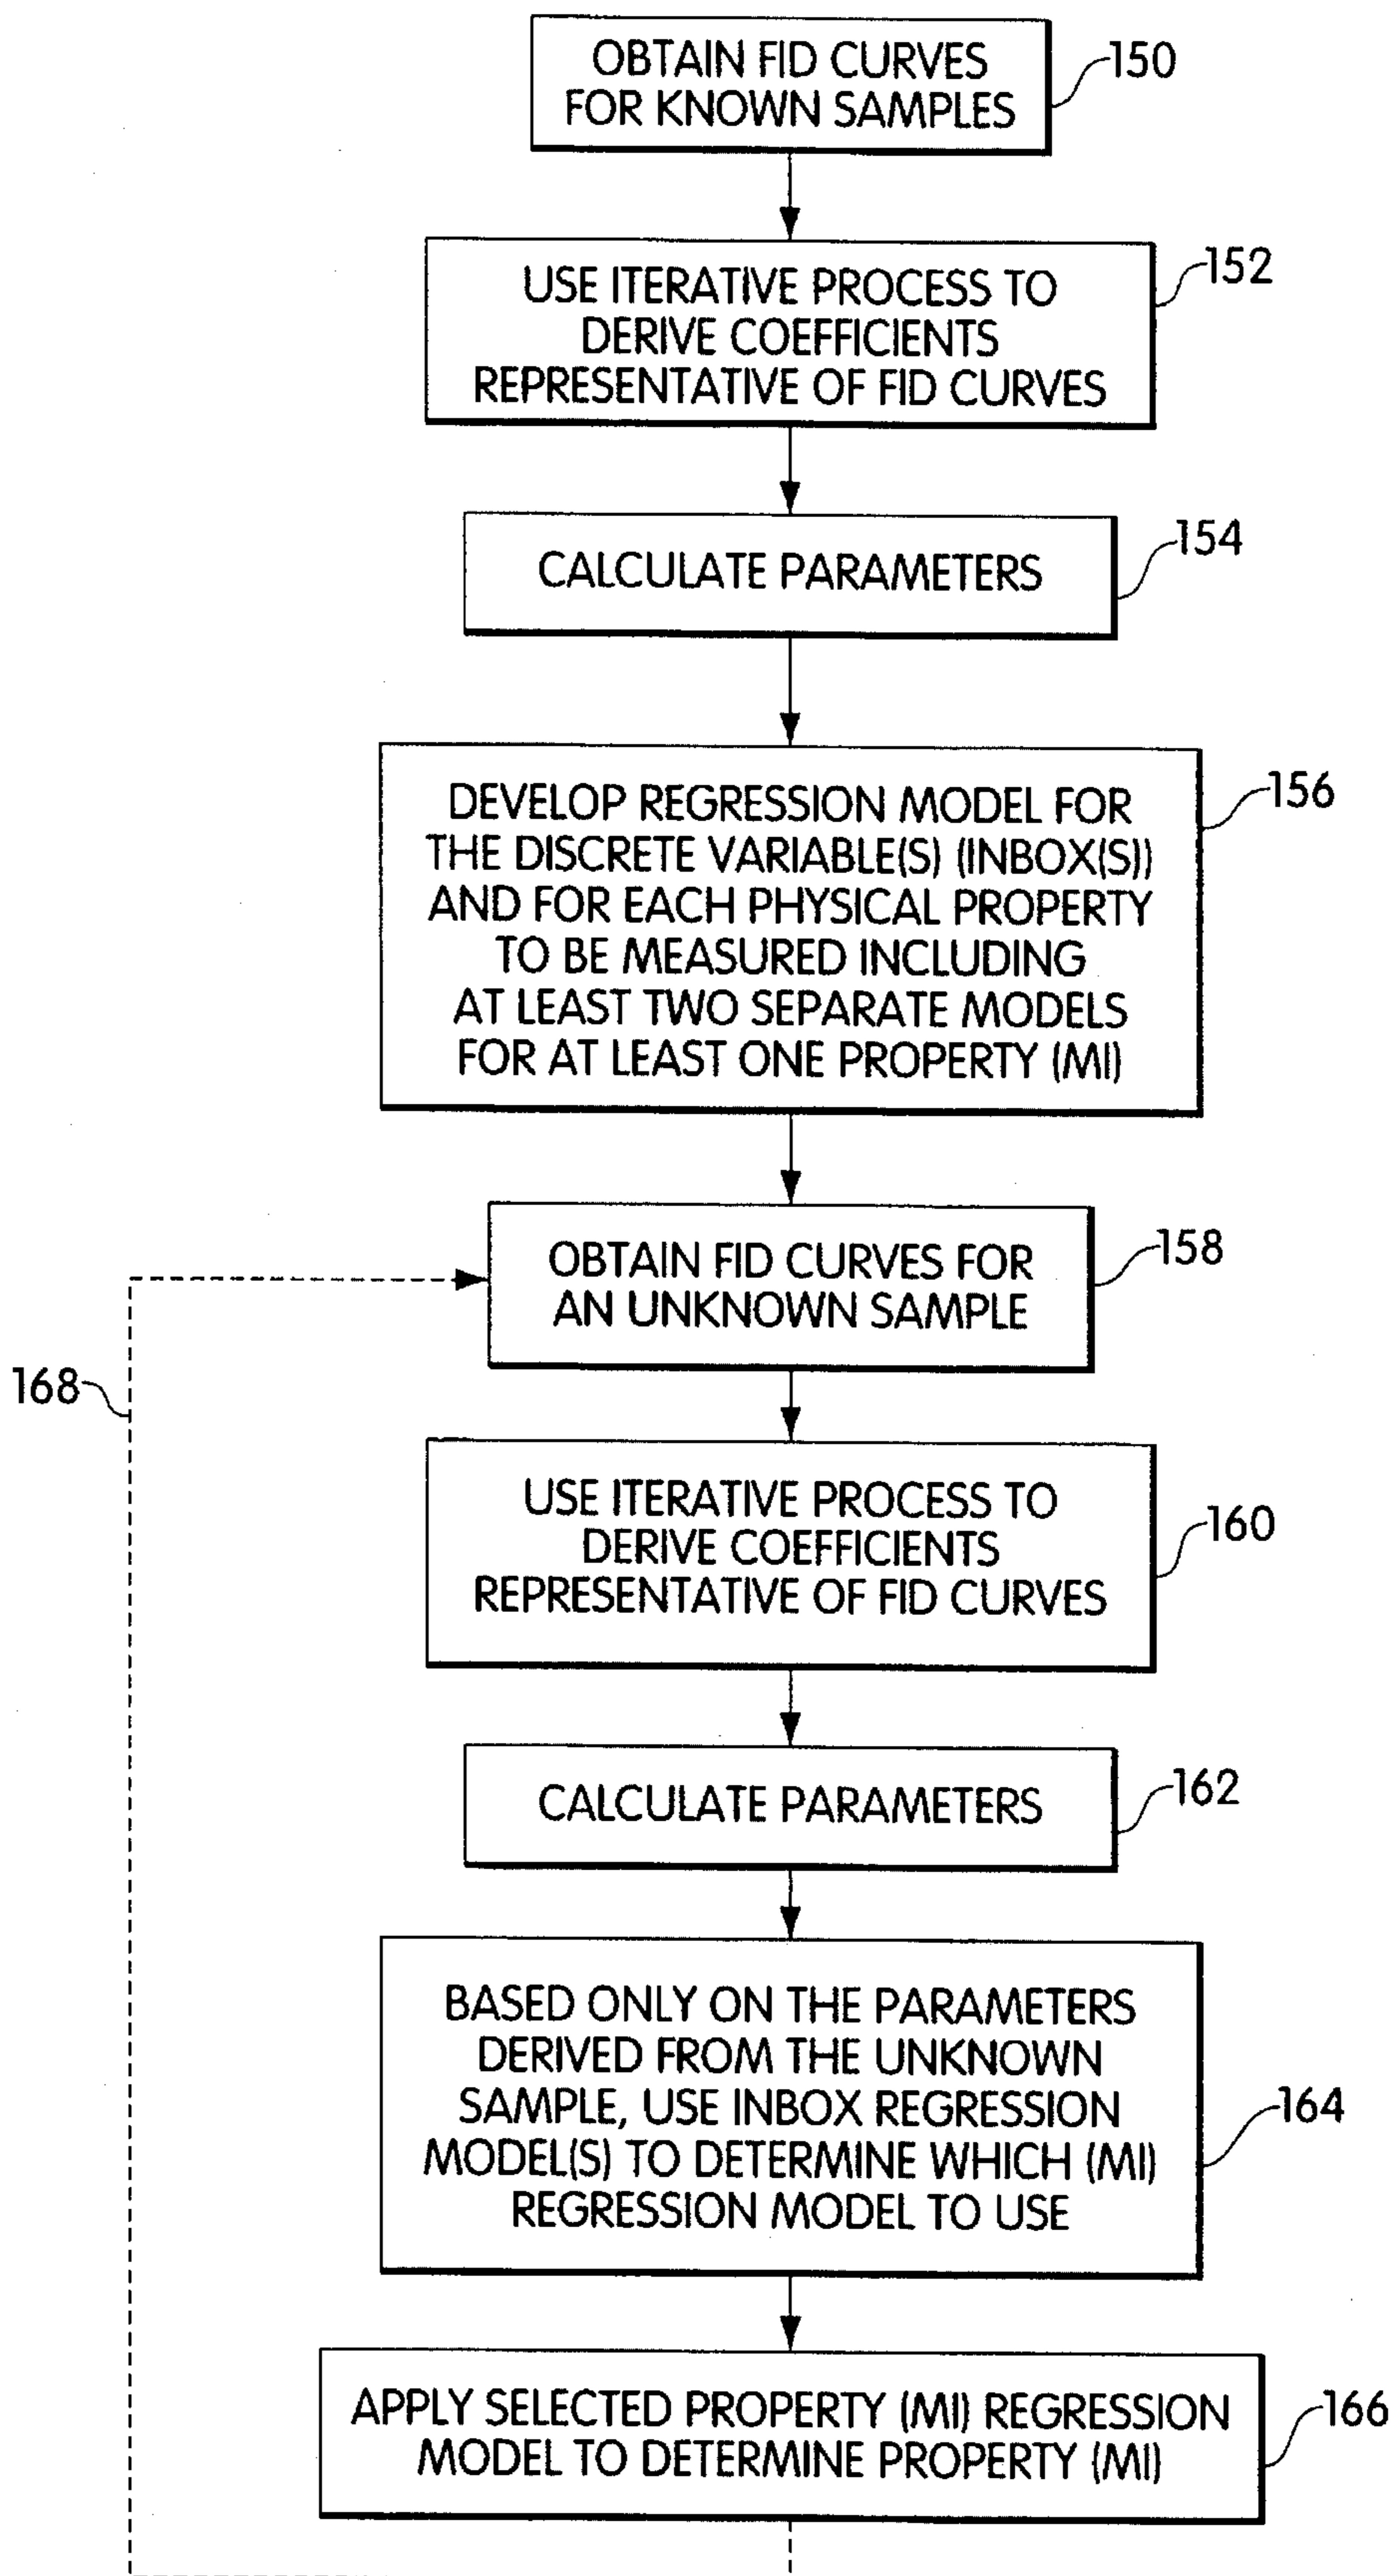 OBTAIN FID CURVES
FOR KNOWN SAMPLES
150
USE ITERATIVE PROCESS TO
DERIVE COEFFICIENTS
REPRESENTATIVE OF FID CURVES
152
CALCULATE PARAMETERS
154
DEVELOP REGRESSION MODEL FOR
THE DISCRETE VARIABLE(S) (INBOX(S))
AND FOR EACH PHYSICAL PROPERTY
TO BE MEASURED INCLUDING
AT LEAST TWO SEPARATE MODELS
FOR AT LEAST ONE PROPERTY (MI)
156
OBTAIN FID CURVES FOR
AN UNKNOWN SAMPLE
158
168
USE ITERATIVE PROCESS TO
DERIVE COEFFICIENTS
REPRESENTATIVE OF FID CURVES
160
CALCULATE PARAMETERS
162
BASED ONLY ON THE PARAMETERS
DERIVED FROM THE UNKNOWN
SAMPLE, USE INBOX REGRESSION
MODEL(S) TO DETERMINE WHICH (MI)
REGRESSION MODEL TO USE
164
APPLY SELECTED PROPERTY (MI) REGRESSION
MODEL TO DETERMINE PROPERTY (MI)
166